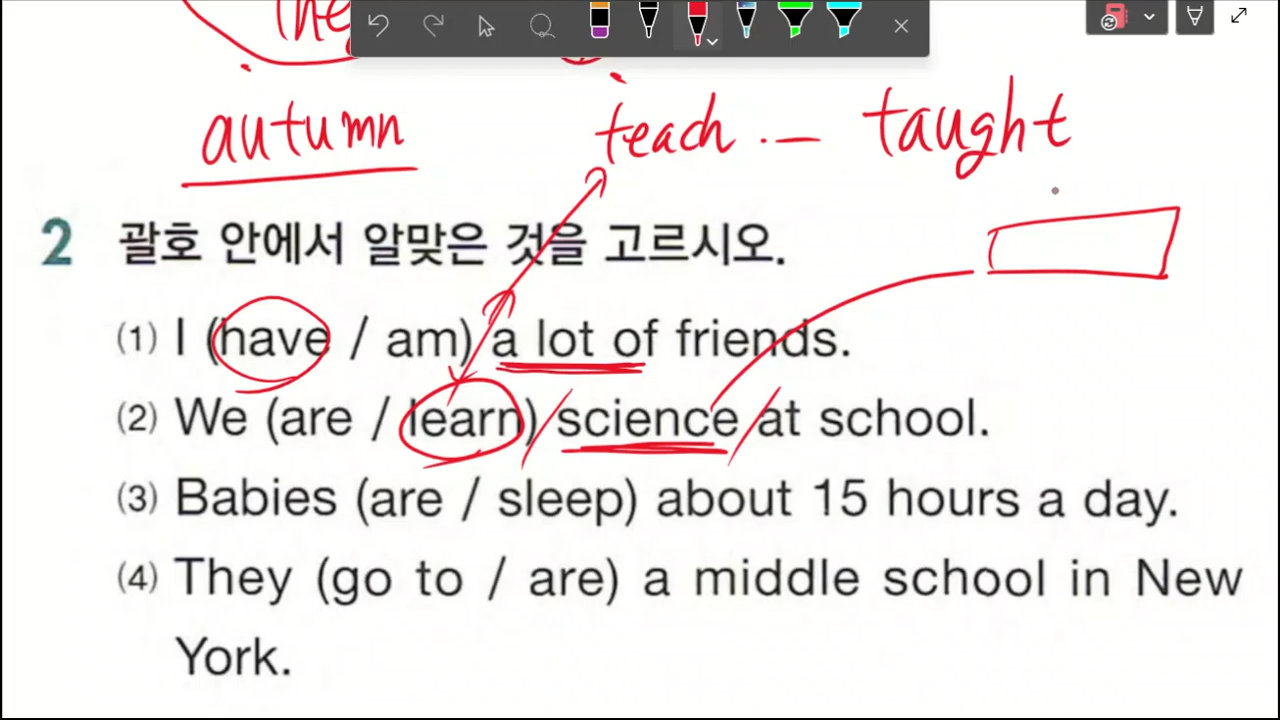 autumn teach - taught
2 괄호 안에서 알맞은 것을 고르시오.
(1) I (have / am) a lot of friends.
(2) We (are / learn) science at school.
(3) Babies (are / sleep) about 15 hours a day.
(4) They (go to / are) a middle school in New
York.